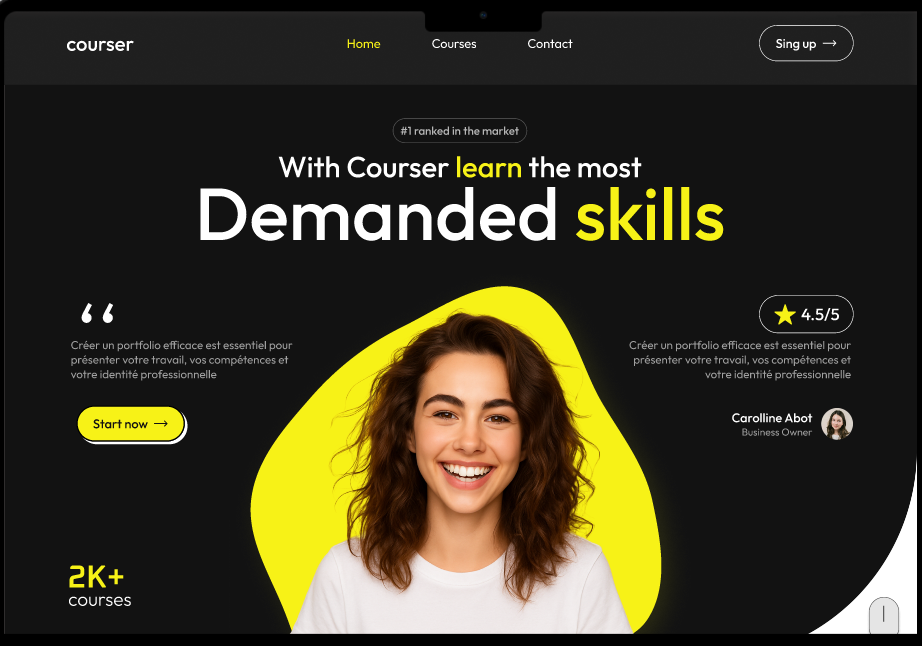 courser
Home
Courses
Contact
Sing up →
#1 ranked in the market
With Courser learn the most
Demanded skills
“
Créer un portfolio efficace est essentiel pour
présenter votre travail, vos compétences et
votre identité professionnelle
Start now →
4.5/5
Créer un portfolio efficace est essentiel pour
présenter votre travail, vos compétences et
votre identité professionnelle
Carolline Abot
Business Owner
2K+
courses